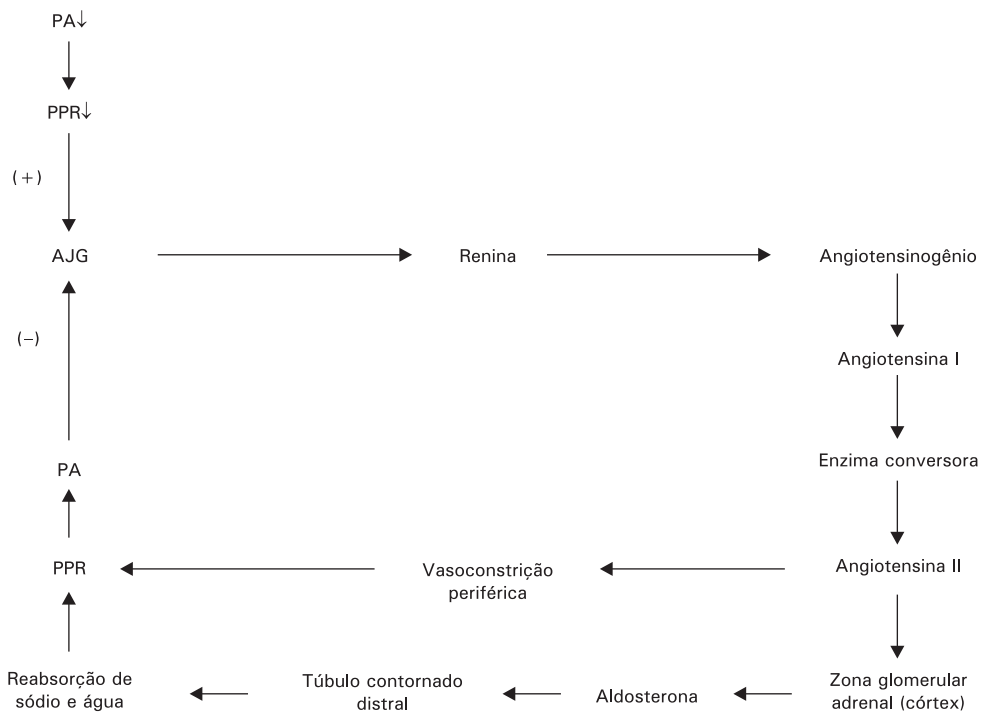 PA↓
PPR↓
(+)
AJG
Renina
Angiotensinogênio
(–)
Angiotensina I
PA
Enzima conversora
PPR
Vasoconstrição
periférica
Angiotensina II
Reabsorção de
sódio e água
Túbulo contornado
distral
Aldosterona
Zona glomerular
adrenal (córtex)